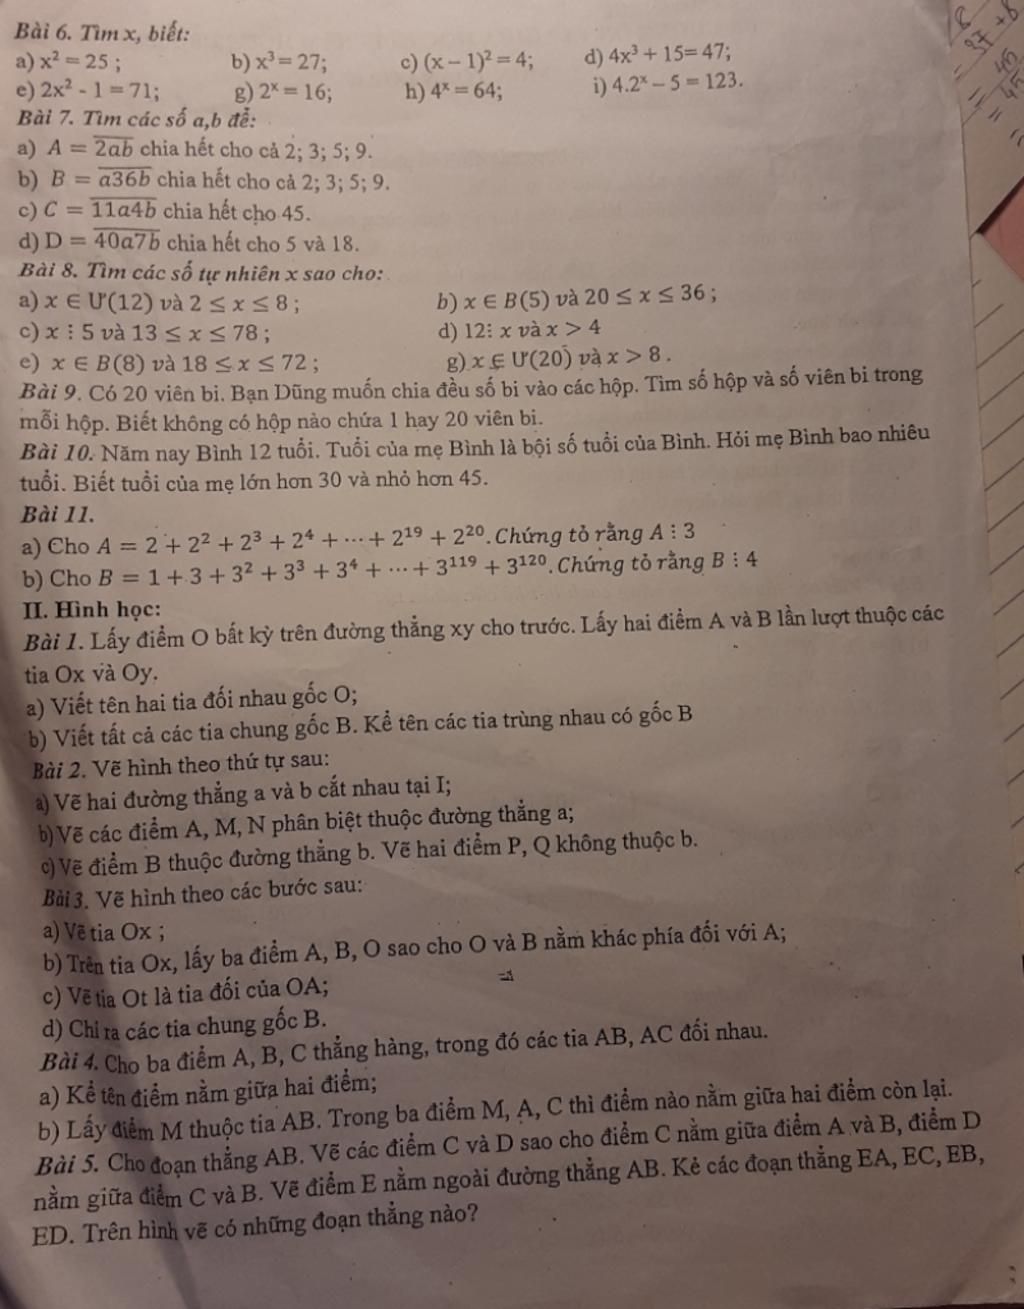 Bài 6. Tìm x, biết:
a) x² = 25 ; b) x³ = 27; c) (x – 1)² = 4; d) 4x³ + 15= 47;
e) 2x² - 1 = 71; g) 2ˣ = 16; h) 4ˣ = 64; i) 4.2ˣ – 5 = 123.
Bài 7. Tìm các số a,b để:
a) A = \overline{2ab} chia hết cho cả 2; 3; 5; 9.
b) B = \overline{a36b} chia hết cho cả 2; 3; 5; 9.
c) C = \overline{11a4b} chia hết cho 45.
d) D = \overline{40a7b} chia hết cho 5 và 18.
Bài 8. Tìm các số tự nhiên x sao cho:
a) x ∈ Ư(12) và 2 ≤ x ≤ 8 ; b) x ∈ B(5) và 20 ≤ x ≤ 36 ;
c) x ⋮ 5 và 13 ≤ x ≤ 78 ; d) 12⋮ x và x > 4
e) x ∈ B(8) và 18 ≤ x ≤ 72 ; g) x ∈ Ư(20) và x > 8 .
Bài 9. Có 20 viên bi. Bạn Dũng muốn chia đều số bi vào các hộp. Tìm số hộp và số viên bi trong
mỗi hộp. Biết không có hộp nào chứa 1 hay 20 viên bi.
Bài 10. Năm nay Bình 12 tuổi. Tuổi của mẹ Bình là bội số tuổi của Bình. Hỏi mẹ Bình bao nhiêu
tuổi. Biết tuổi của mẹ lớn hơn 30 và nhỏ hơn 45.
Bài 11.
a) Cho A = 2 + 2² + 2³ + 2⁴ + ⋯ + 2¹⁹ + 2²⁰. Chứng tỏ rằng A ⋮ 3
b) Cho B = 1 + 3 + 3² + 3³ + 3⁴ + ⋯ + 3¹¹⁹ + 3¹²⁰. Chứng tỏ rằng B ⋮ 4
II. Hình học:
Bài 1. Lấy điểm O bất kỳ trên đường thẳng xy cho trước. Lấy hai điểm A và B lần lượt thuộc các
tia Ox và Oy.
a) Viết tên hai tia đối nhau gốc O;
b) Viết tất cả các tia chung gốc B. Kể tên các tia trùng nhau có gốc B
Bài 2. Vẽ hình theo thứ tự sau:
a) Vẽ hai đường thẳng a và b cắt nhau tại I;
b) Vẽ các điểm A, M, N phân biệt thuộc đường thẳng a;
c) Vẽ điểm B thuộc đường thẳng b. Vẽ hai điểm P, Q không thuộc b.
Bài 3. Vẽ hình theo các bước sau:
a) Vẽ tia Ox ;
b) Trên tia Ox, lấy ba điểm A, B, O sao cho O và B nằm khác phía đối với A;
c) Vẽ tia Ot là tia đối của OA;
d) Chỉ ra các tia chung gốc B.
Bài 4. Cho ba điểm A, B, C thẳng hàng, trong đó các tia AB, AC đối nhau.
a) Kể tên điểm nằm giữa hai điểm;
b) Lấy điểm M thuộc tia AB. Trong ba điểm M, A, C thì điểm nào nằm giữa hai điểm còn lại.
Bài 5. Cho đoạn thẳng AB. Vẽ các điểm C và D sao cho điểm C nằm giữa điểm A và B, điểm D
nằm giữa điểm C và B. Vẽ điểm E nằm ngoài đường thẳng AB. Kẻ các đoạn thẳng EA, EC, EB,
ED. Trên hình vẽ có những đoạn thẳng nào?